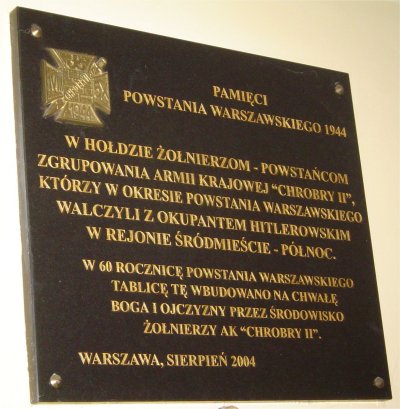 PAMIĘCI
POWSTANIA WARSZAWSKIEGO 1944
W HOŁDZIE ŻOŁNIERZOM - POWSTAŃCOM
ZGRUPOWANIA ARMII KRAJOWEJ "CHROBRY II",
KTÓRZY W OKRESIE POWSTANIA WARSZAWSKIEGO
WALCZYLI Z OKUPANTEM HITLEROWSKIM
W REJONIE ŚRÓDMIEŚCIE - PÓŁNOC.
W 60 ROCZNICĘ POWSTANIA WARSZAWSKIEGO
TABLICĘ TĘ WBUDOWANO NA CHWAŁĘ
BOGA I OJCZYZNY PRZEZ ŚRODOWISKO
ŻOŁNIERZY AK "CHROBRY II".
WARSZAWA, SIERPIEŃ 2004